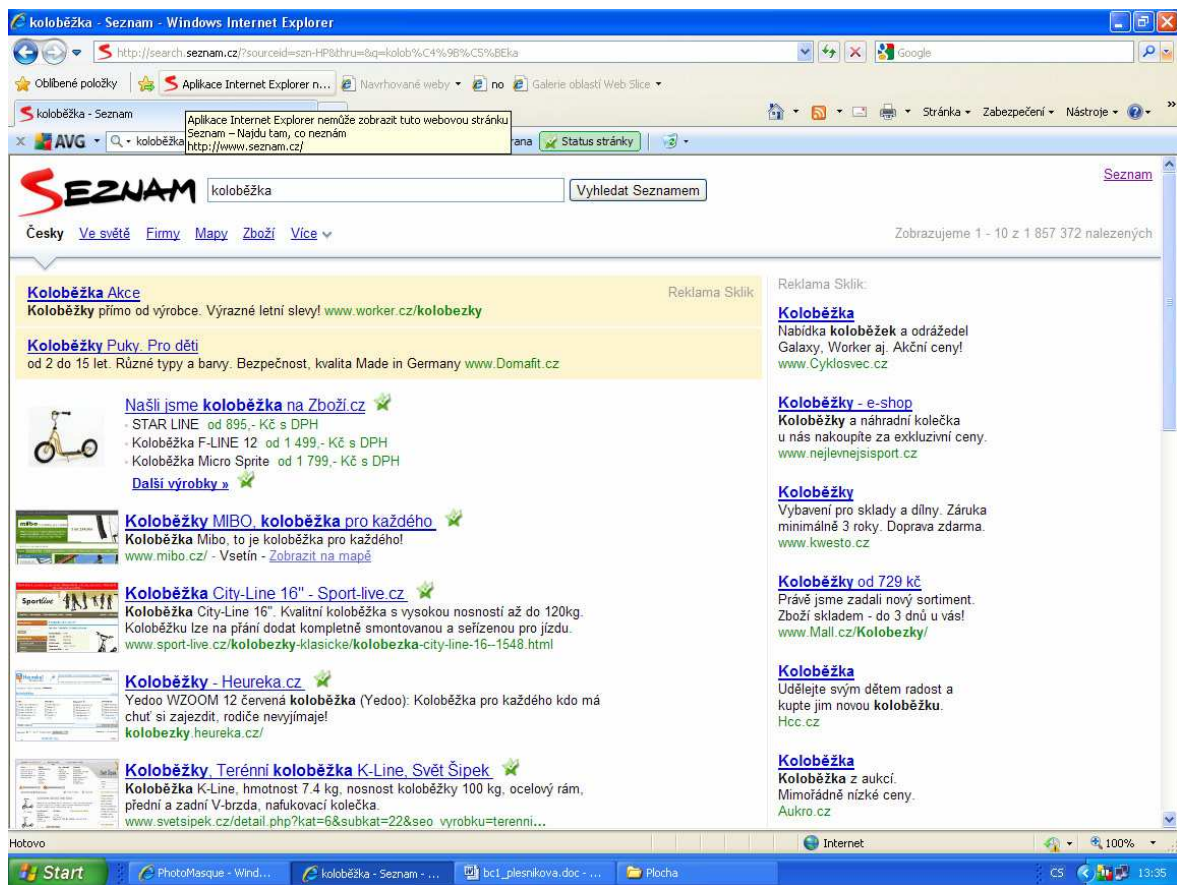 koloběžka - Seznam - Windows Internet Explorer
http://search.seznam.cz/?sourceid=szn-HP&thru=&q=kolob%C4%9B%C5%BEka
Google
Oblíbené položky
Aplikace Internet Explorer n...
Navrhované weby
no
Galerie oblastí Web Slice
koloběžka - Seznam
Stránka
Zabezpečení
Nástroje
Aplikace Internet Explorer nemůže zobrazit tuto webovou stránku
Seznam – Najdu tam, co neznám
http://www.seznam.cz/
AVG
koloběžka
rana
Status stránky
Seznam
SEZNAM
koloběžka
Vyhledat Seznamem
Česky Ve světě Firmy Mapy Zboží Více
Zobrazujeme 1 - 10 z 1 857 372 nalezených
Koloběžka Akce
Reklama Sklik
Koloběžky přímo od výrobce. Výrazné letní slevy! www.worker.cz/kolobezky
Koloběžky Puky. Pro děti
od 2 do 15 let. Různé typy a barvy. Bezpečnost, kvalita Made in Germany www.Domafit.cz
Našli jsme koloběžka na Zboží.cz
- STAR LINE od 895,- Kč s DPH
- Koloběžka F-LINE 12 od 1 499,- Kč s DPH
- Koloběžka Micro Sprite od 1 799,- Kč s DPH
Další výrobky »
Koloběžky MIBO, koloběžka pro každého
Koloběžka Mibo, to je koloběžka pro každého!
www.mibo.cz/ - Vsetín - Zobrazit na mapě
Koloběžka City-Line 16" - Sport-live.cz
Koloběžka City-Line 16". Kvalitní koloběžka s vysokou nosností až do 120kg.
Koloběžku lze na přání dodat kompletně smontovanou a seřízenou pro jízdu.
www.sport-live.cz/kolobezky-klasicke/kolobezka-city-line-16--1548.html
Koloběžky - Heureka.cz
Yedoo WZOOM 12 červená koloběžka (Yedoo): Koloběžka pro každého kdo má
chuť si zajezdit, rodiče nevyjímaje!
kolobezky.heureka.cz/
Koloběžky, Terénní koloběžka K-Line, Svět Šipek
Koloběžka K-Line, hmotnost 7.4 kg, nosnost koloběžky 100 kg, ocelový rám,
přední a zadní V-brzda, nafukovací kolečka.
www.svetsipek.cz/detail.php?kat=6&subkat=22&seo_vyrobku=terenni...
Reklama Sklik:
Koloběžka
Nabídka koloběžek a odrážedel
Galaxy, Worker aj. Akční ceny!
www.Cyklosvec.cz
Koloběžky - e-shop
Koloběžky a náhradní kolečka
u nás nakoupíte za exkluzivní ceny.
www.nejlevnejsisport.cz
Koloběžky
Vybavení pro sklady a dílny. Záruka
minimálně 3 roky. Doprava zdarma.
www.kwesto.cz
Koloběžky od 729 kč
Právě jsme zadali nový sortiment.
Zboží skladem - do 3 dnů u vás!
www.Mall.cz/Kolobezky/
Koloběžka
Udělejte svým dětem radost a
kupte jim novou koloběžku.
Hcc.cz
Koloběžka
Koloběžka z aukcí.
Mimořádně nízké ceny.
Aukro.cz
Hotovo
Internet
100%
Start
PhotoMasque - Wind...
koloběžka - Seznam - ...
bc1_plesnikova.doc - ...
Plocha
CS
13:35